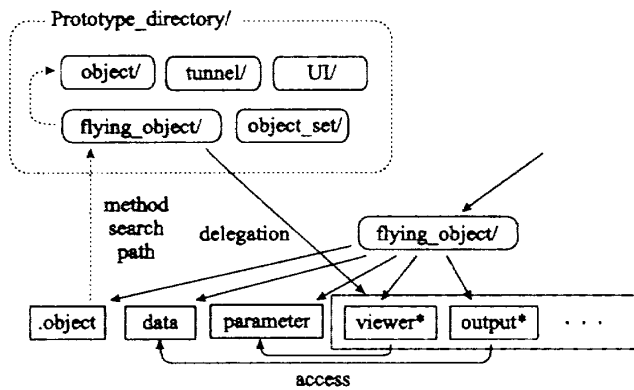 Prototype_directory/
object/ tunnel/ UI/
flying_object/ object_set/
method
search
path
delegation
flying_object/
.object data parameter viewer* output* . . .
access